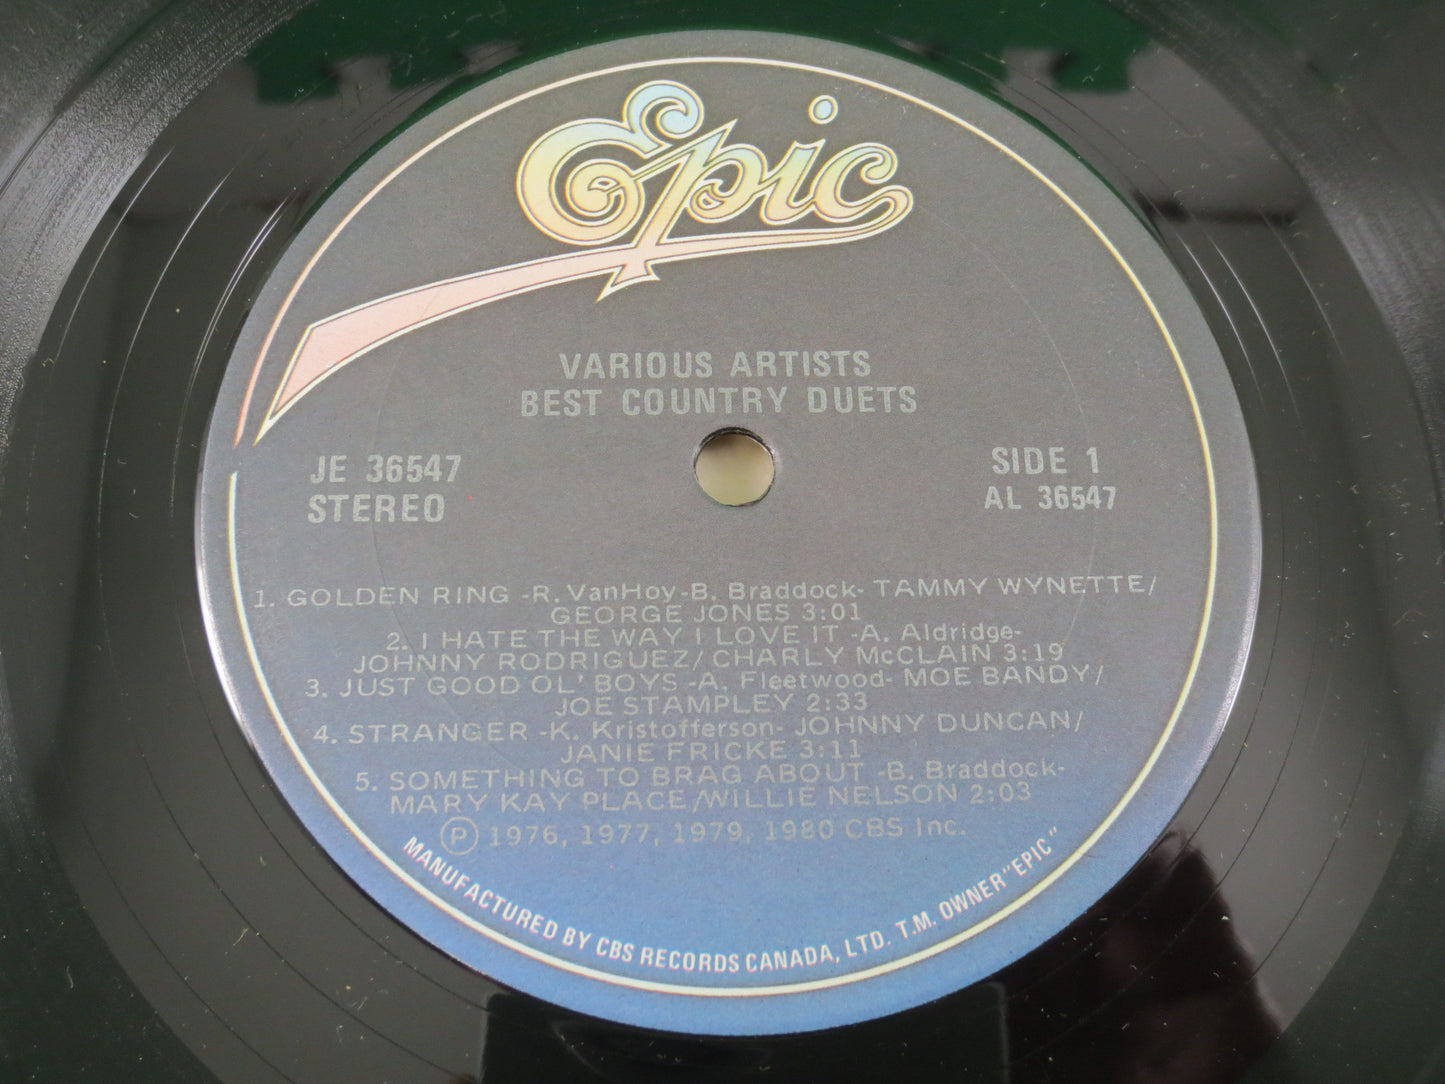 Epic
VARIOUS ARTISTS
BEST COUNTRY DUETS
JE 36547
STEREO
SIDE 1
AL 36547
1. GOLDEN RING -R. VanHoy-B. Braddock- TAMMY WYNETTE/
GEORGE JONES 3:01
2. I HATE THE WAY I LOVE IT -A. Aldridge-
JOHNNY RODRIGUEZ/CHARLY McCLAIN 3:19
3. JUST GOOD OL' BOYS -A. Fleetwood- MOE BANDY/
JOE STAMPLEY 2:33
4. STRANGER -K. Kristofferson- JOHNNY DUNCAN/
JANIE FRICKE 3:11
5. SOMETHING TO BRAG ABOUT -B. Braddock-
MARY KAY PLACE/WILLIE NELSON 2:03
Ⓟ 1976, 1977, 1979, 1980 CBS Inc.
MANUFACTURED BY CBS RECORDS CANADA, LTD. T.M. OWNER "EPIC"